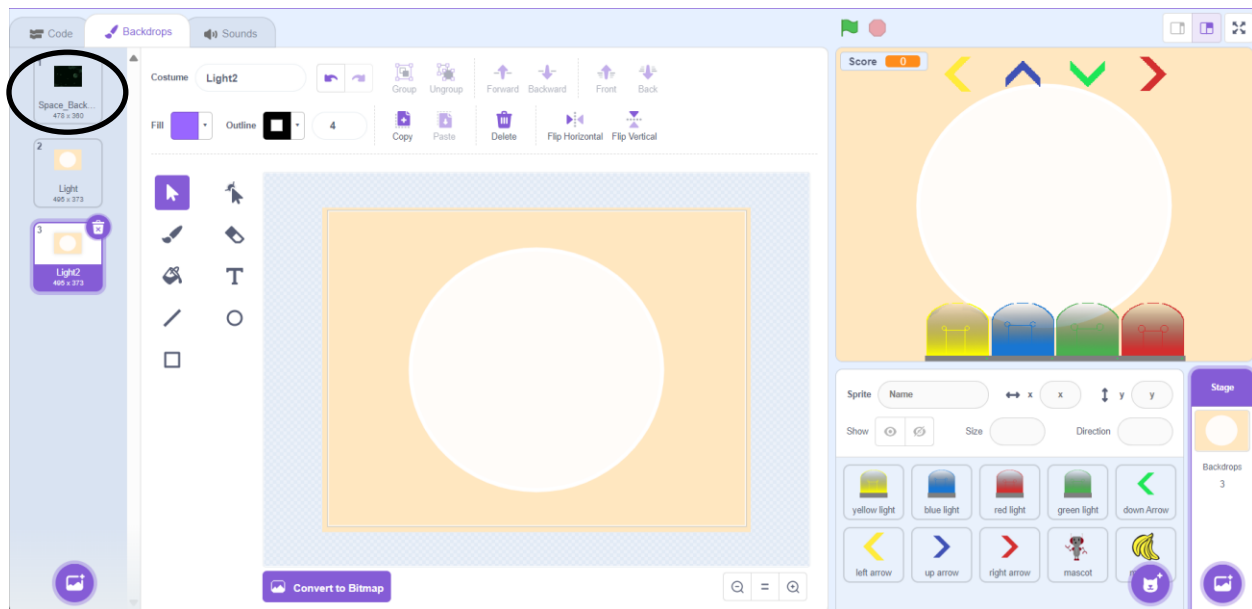 Code Backdrops Sounds
1
Space_Back...
478 x 360
2
Light
495 x 373
3
Light2
495 x 373
Costume Light2 Group Ungroup Forward Backward Front Back
Fill Outline 4 Copy Paste Delete Flip Horizontal Flip Vertical
T
Convert to Bitmap
Score 0
Sprite Name x x y y
Show Size Direction
yellow light blue light red light green light down Arrow
left arrow up arrow right arrow mascot
Stage
Backdrops
3